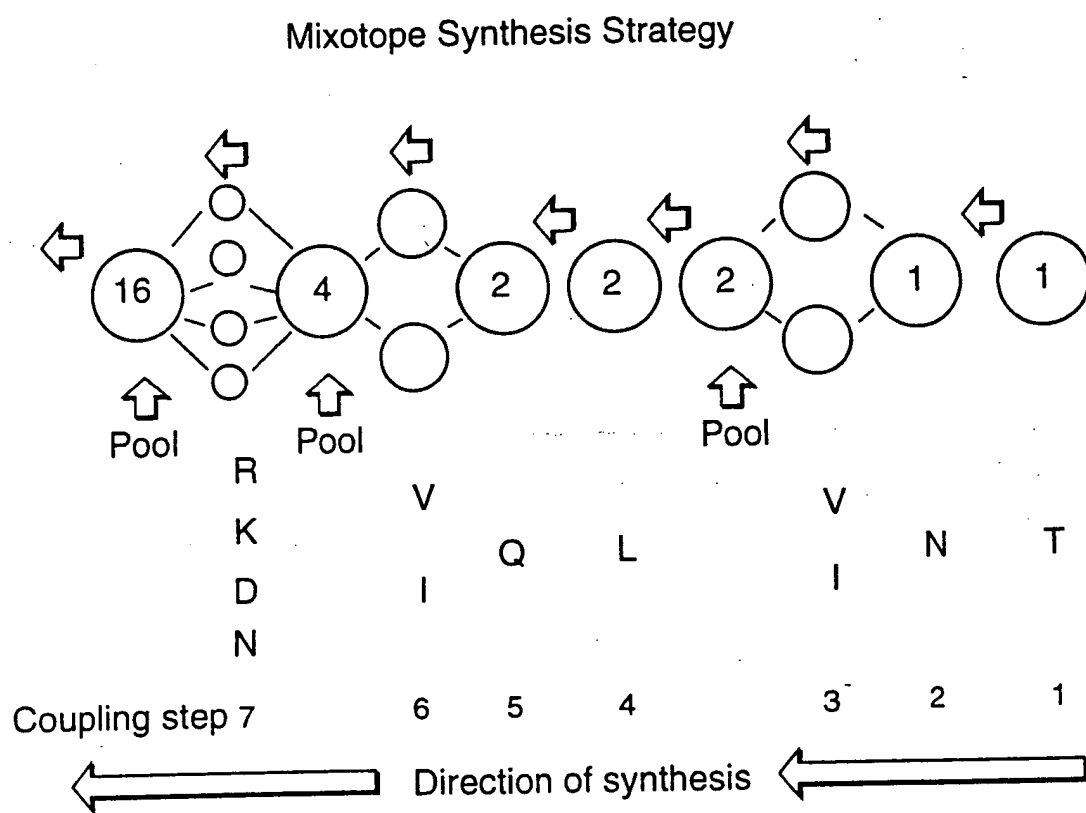 Mixotope Synthesis Strategy
16 4 2 2 2 1 1
Pool Pool Pool
R
K V V
Q L N T
D I I
N
Coupling step 7 6 5 4 3 2 1
Direction of synthesis